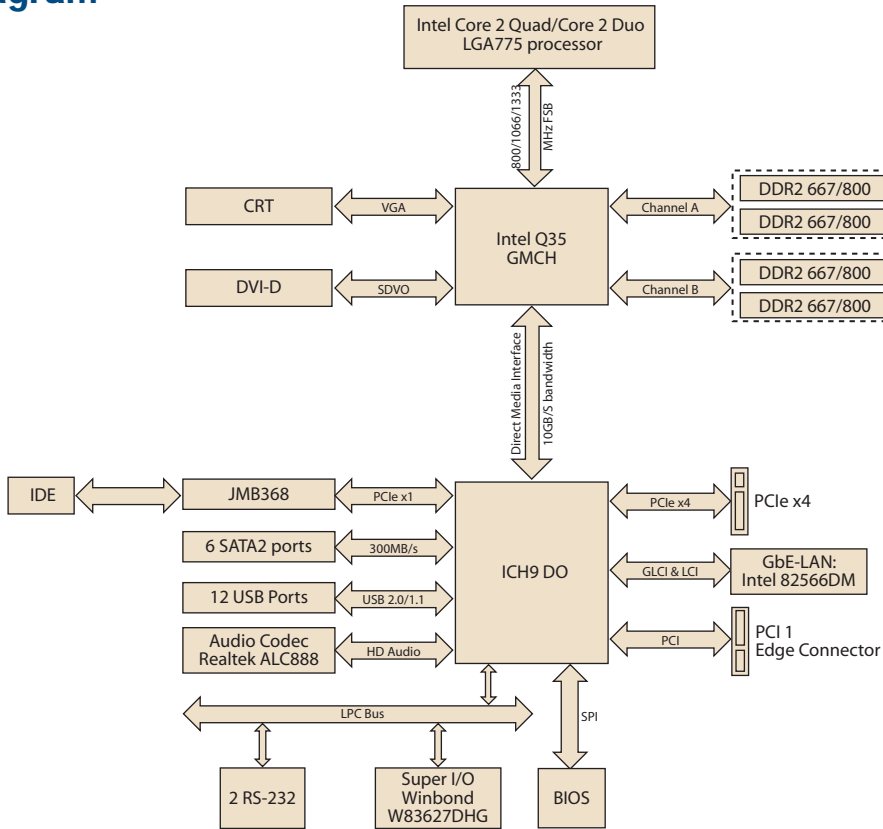 Intel Core 2 Quad/Core 2 Duo
LGA775 processor
800/1066/1333
MHz FSB
CRT
VGA
DVI-D
SDVO
Intel Q35
GMCH
Channel A
DDR2 667/800
DDR2 667/800
Channel B
DDR2 667/800
DDR2 667/800
Direct Media Interface
10GB/S bandwidth
IDE
JMB368
PCIe x1
6 SATA2 ports
300MB/s
12 USB Ports
USB 2.0/1.1
Audio Codec
Realtek ALC888
HD Audio
ICH9 DO
PCIe x4
PCIe x4
GLCI & LCI
GbE-LAN:
Intel 82566DM
PCI
PCI 1
Edge Connector
LPC Bus
SPI
2 RS-232
Super I/O
Winbond
W83627DHG
BIOS